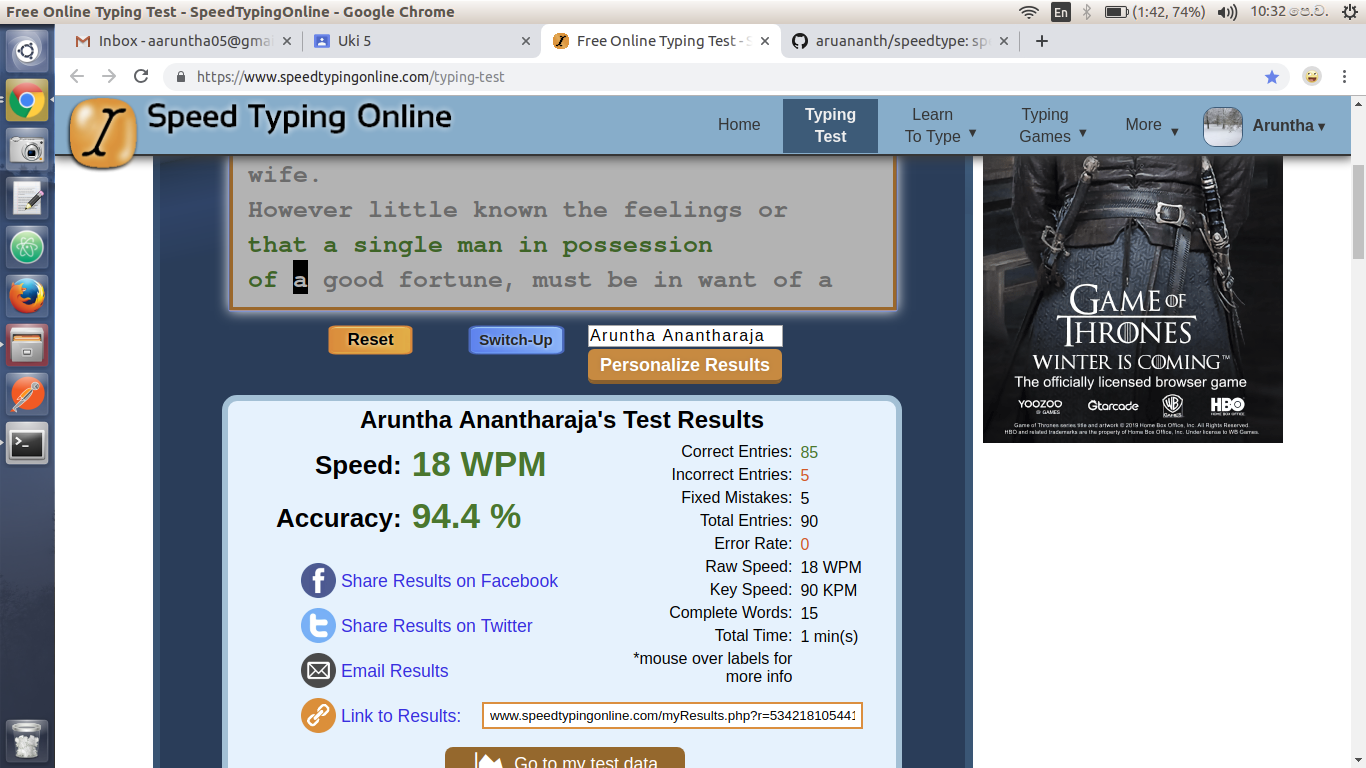 Free Online Typing Test - SpeedTypingOnline - Google Chrome
En
(1:42, 74%)
10:32 පෙ.ව.
Inbox - aaruntha05@gmai
Uki 5
Free Online Typing Test - S
aruananth/speedtype: spe
https://www.speedtypingonline.com/typing-test
Speed Typing Online
Home
Typing Test
Learn To Type ▼
Typing Games ▼
More ▼
Aruntha ▾
wife.
However little known the feelings or
that a single man in possession
of a good fortune, must be in want of a
Reset
Switch-Up
Aruntha Anantharaja
Personalize Results
Aruntha Anantharaja's Test Results
Speed: 18 WPM
Accuracy: 94.4 %
Share Results on Facebook
Share Results on Twitter
Email Results
Link to Results: www.speedtypingonline.com/myResults.php?r=534218105441
Correct Entries: 85
Incorrect Entries: 5
Fixed Mistakes: 5
Total Entries: 90
Error Rate: 0
Raw Speed: 18 WPM
Key Speed: 90 KPM
Complete Words: 15
Total Time: 1 min(s)
*mouse over labels for
more info
Go to my test data
GAME OF
THRONES
WINTER IS COMING™
The officially licensed browser game
YOOZOO GAMES
Gtarcade
WB GAMES
HBO
HOME BOX OFFICE
Game of Thrones series title and artwork © 2019 Home Box Office, Inc. All Rights Reserved.
HBO and related trademarks are the property of Home Box Office, Inc. Under license to WB Games.